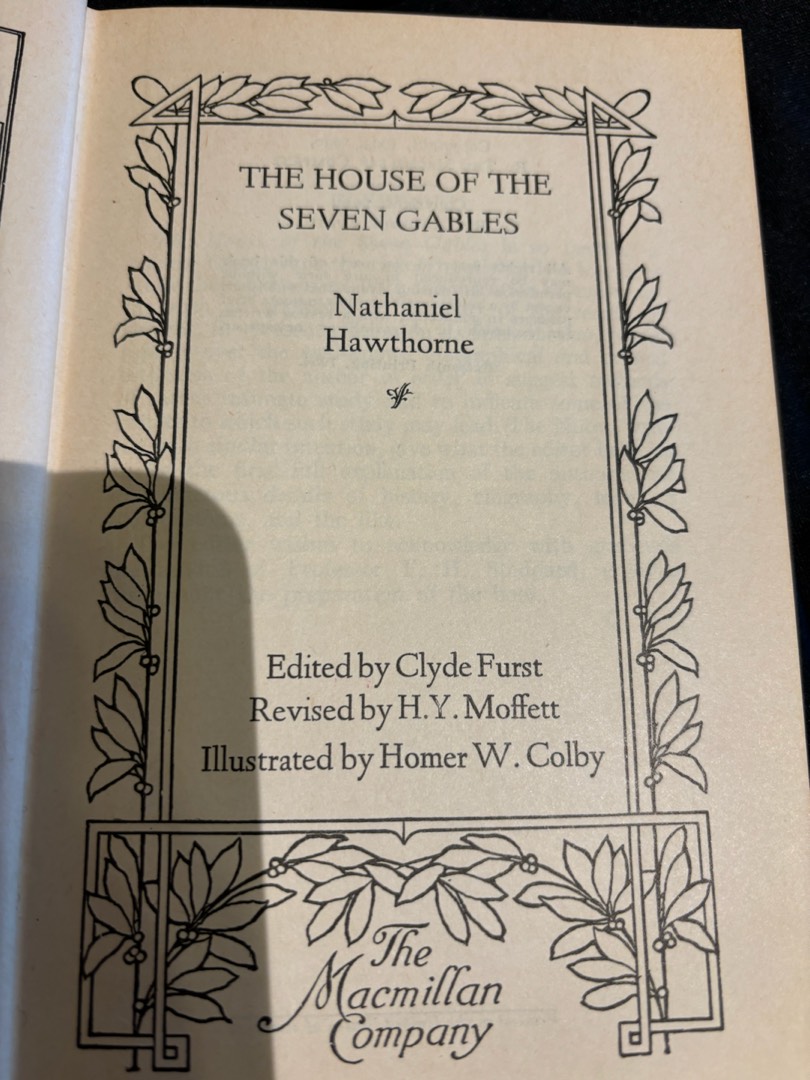 THE HOUSE OF THE
SEVEN GABLES
Nathaniel
Hawthorne
Edited by Clyde Furst
Revised by H.Y. Moffett
Illustrated by Homer W. Colby
The
Macmillan
Company